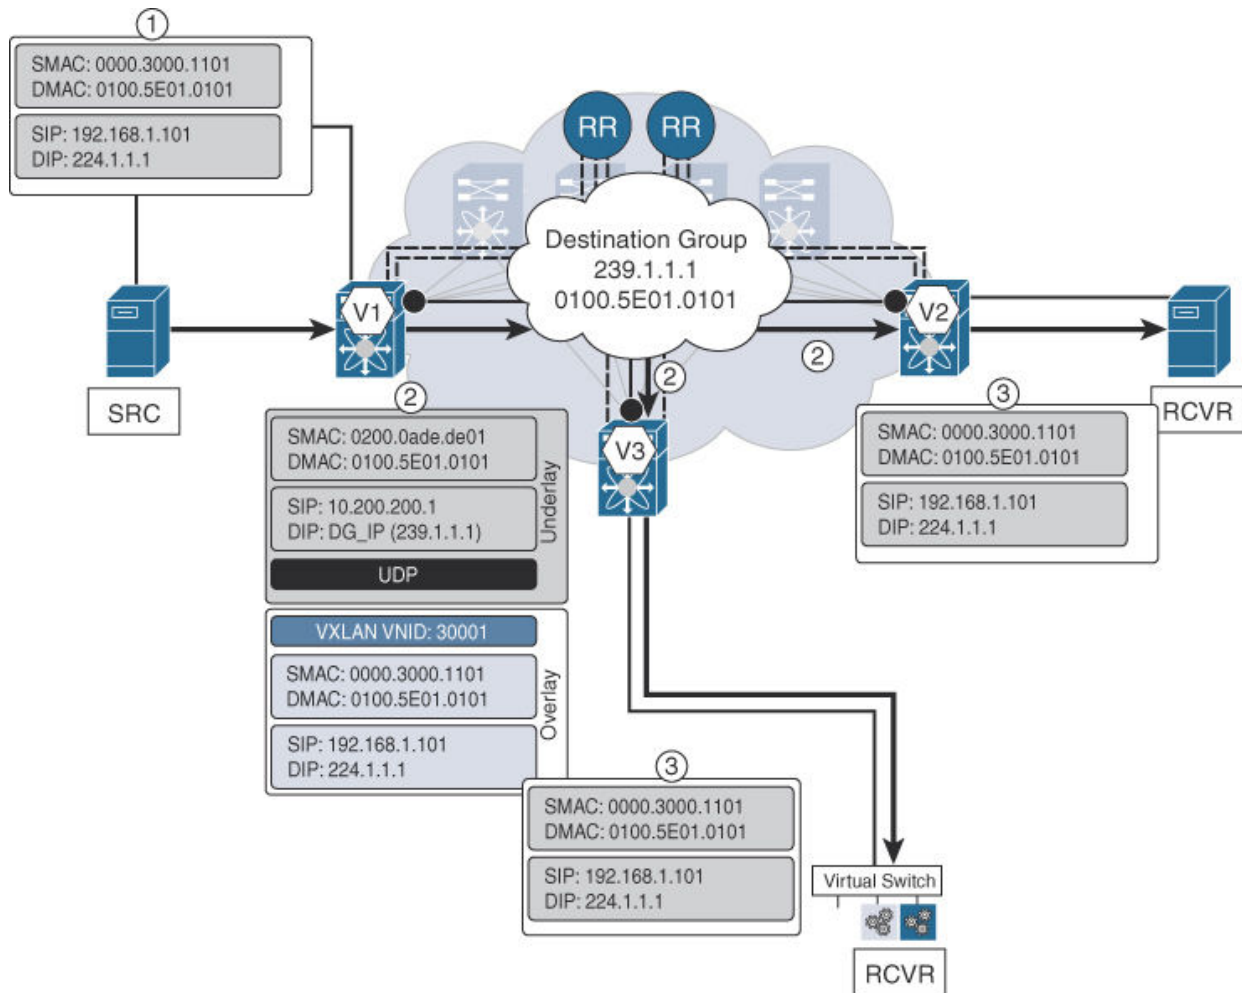 1
SMAC: 0000.3000.1101
DMAC: 0100.5E01.0101
SIP: 192.168.1.101
DIP: 224.1.1.1
RR
RR
Destination Group
239.1.1.1
0100.5E01.0101
V1
V2
SRC
2
2
RCVR
2
SMAC: 0200.0ade.de01
DMAC: 0100.5E01.0101
SIP: 10.200.200.1
DIP: DG_IP (239.1.1.1)
UDP
Underlay
V3
3
SMAC: 0000.3000.1101
DMAC: 0100.5E01.0101
SIP: 192.168.1.101
DIP: 224.1.1.1
VXLAN VNID: 30001
SMAC: 0000.3000.1101
DMAC: 0100.5E01.0101
SIP: 192.168.1.101
DIP: 224.1.1.1
Overlay
3
SMAC: 0000.3000.1101
DMAC: 0100.5E01.0101
SIP: 192.168.1.101
DIP: 224.1.1.1
Virtual Switch
RCVR